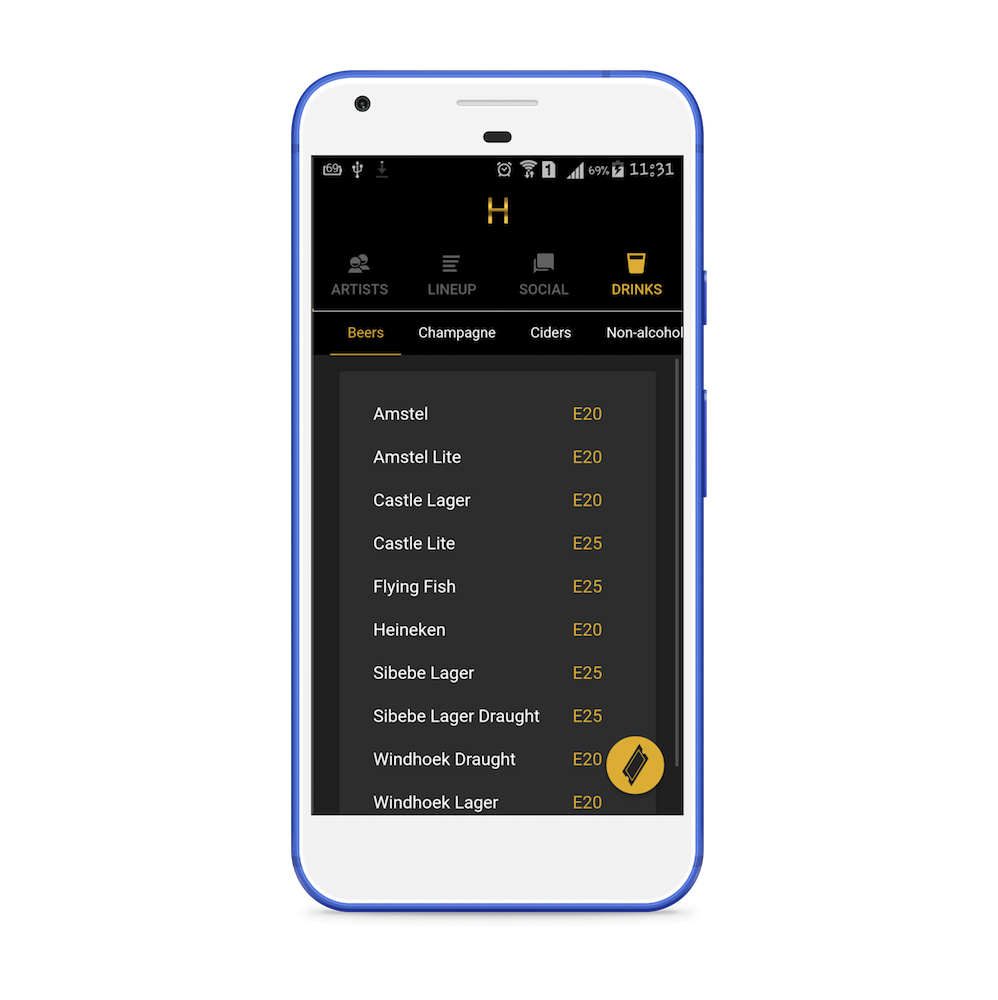 69 1 69% 11:31
H
ARTISTS LINEUP SOCIAL DRINKS
Beers Champagne Ciders Non-alcohol
Amstel E20
Amstel Lite E20
Castle Lager E20
Castle Lite E25
Flying Fish E25
Heineken E20
Sibebe Lager E25
Sibebe Lager Draught E25
Windhoek Draught E20
Windhoek Lager E20